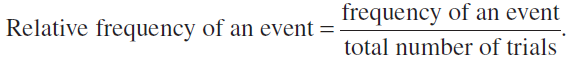 Relative frequency of an event = frequency of an event / total number of trials.